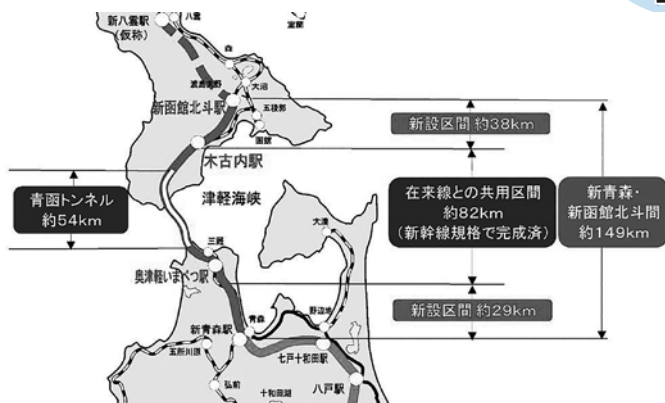 新八雲駅
(仮称)
八雲
室蘭
森
渡島吉野
大沼
新函館北斗駅
五稜郭
函館
新設区間 約38km
木古内駅
青函トンネル
約54km
津軽海峡
在来線との共用区間
約82km
(新幹線規格で完成済)
新青森・
新函館北斗間
約149km
大湊
三厩
奥津軽いまべつ駅
新設区間 約29km
青森
野辺地
新青森駅
五所川原
七戸十和田駅
弘前
八戸駅
十和田湖